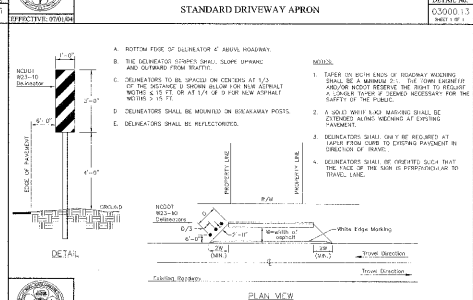 STANDARD DRIVEWAY APRON
03000.13
SHEET 1 OF 1
EFFECTIVE: 07/01/04
A. BOTTOM EDGE OF DELINEATOR 4' ABOVE ROADWAY.
B. THE DELINEATOR STRIPES SHALL SLOPE UPWARD
AND OUTWARD FROM TRAFFIC.
C. DELINEATORS TO BE SPACED ON CENTERS AT 1/3
OF THE DISTANCE D SHOWN BELOW FOR NEW ASPHALT
WIDTHS ≤ 15 FT. OR AT 1/4 OF D FOR NEW ASPHALT
WIDTHS > 15 FT.
D. DELINEATORS SHALL BE MOUNTED ON BREAKAWAY POSTS.
E. DELINEATORS SHALL BE REFLECTORIZED.
NOTES:
1. TAPER ON BOTH ENDS OF ROADWAY WIDENING
SHALL BE A MINIMUM 2:1. THE TOWN ENGINEER
AND/OR NCDOT RESERVE THE RIGHT TO REQUIRE
A LONGER TAPER IF DEEMED NECESSARY FOR THE
SAFETY OF THE PUBLIC.
2. A SOLID WHITE EDGE MARKING SHALL BE
EXTENDED ALONG WIDENING AT EXISTING
PAVEMENT.
3. DELINEATORS SHALL ONLY BE REQUIRED AT
TAPER FROM CURB TO EXISTING PAVEMENT IN
DIRECTION OF TRAVEL.
4. DELINEATORS SHALL BE ORIENTED SUCH THAT
THE FACE OF THE SIGN IS PERPENDICULAR TO
TRAVEL LANE.
1'-0"
NCDOT
W23-10
Delineator
3'-0"
6'-0"
EDGE OF PAVEMENT
4'-0"
GROUND
DETAIL
PROPERTY LINE
PROPERTY LINE
R/W
NCDOT
W23-10
Delineators
D
D/3
6'-0"
2'-0"
W=width of
asphalt
White Edge Marking
2W
(MIN.)
2W
(MIN.)
Travel Direction
Travel Direction
Existing Roadway
PLAN VIEW